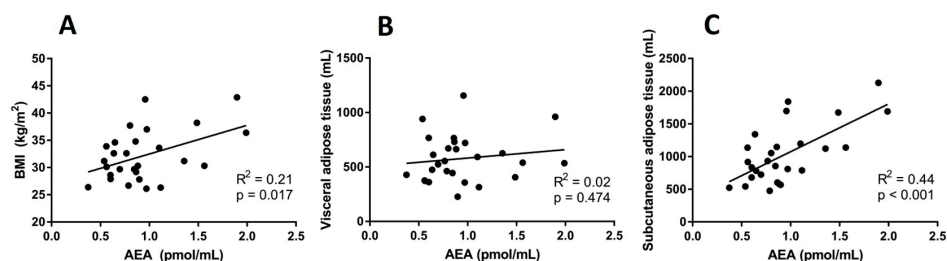 A
BMI (kg/m²)
50
45
40
35
30
25
20
0.0 0.5 1.0 1.5 2.0 2.5
AEA (pmol/mL)
R² = 0.21
p = 0.017
B
Visceral adipose tissue (mL)
1500
1000
500
0
0.0 0.5 1.0 1.5 2.0 2.5
AEA (pmol/mL)
R² = 0.02
p = 0.474
C
Subcutaneous adipose tissue (mL)
2500
2000
1500
1000
500
0
0.0 0.5 1.0 1.5 2.0 2.5
AEA (pmol/mL)
R² = 0.44
p < 0.001